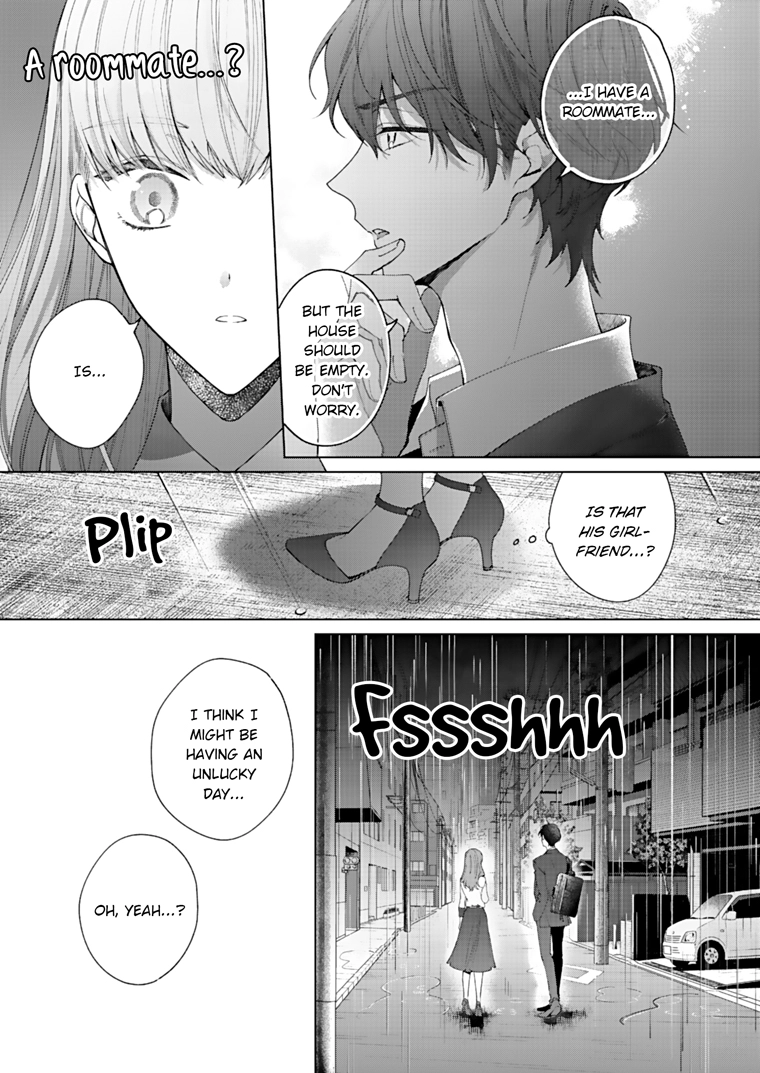 ...I HAVE A
ROOMMATE...
BUT THE
HOUSE
SHOULD
BE EMPTY.
DON'T
WORRY.
A roommate...?
IS...
IS THAT
HIS GIRL-
FRIEND...?
Plip
Fssshhh
I THINK I
MIGHT BE
HAVING AN
UNLUCKY
DAY...
OH, YEAH...?